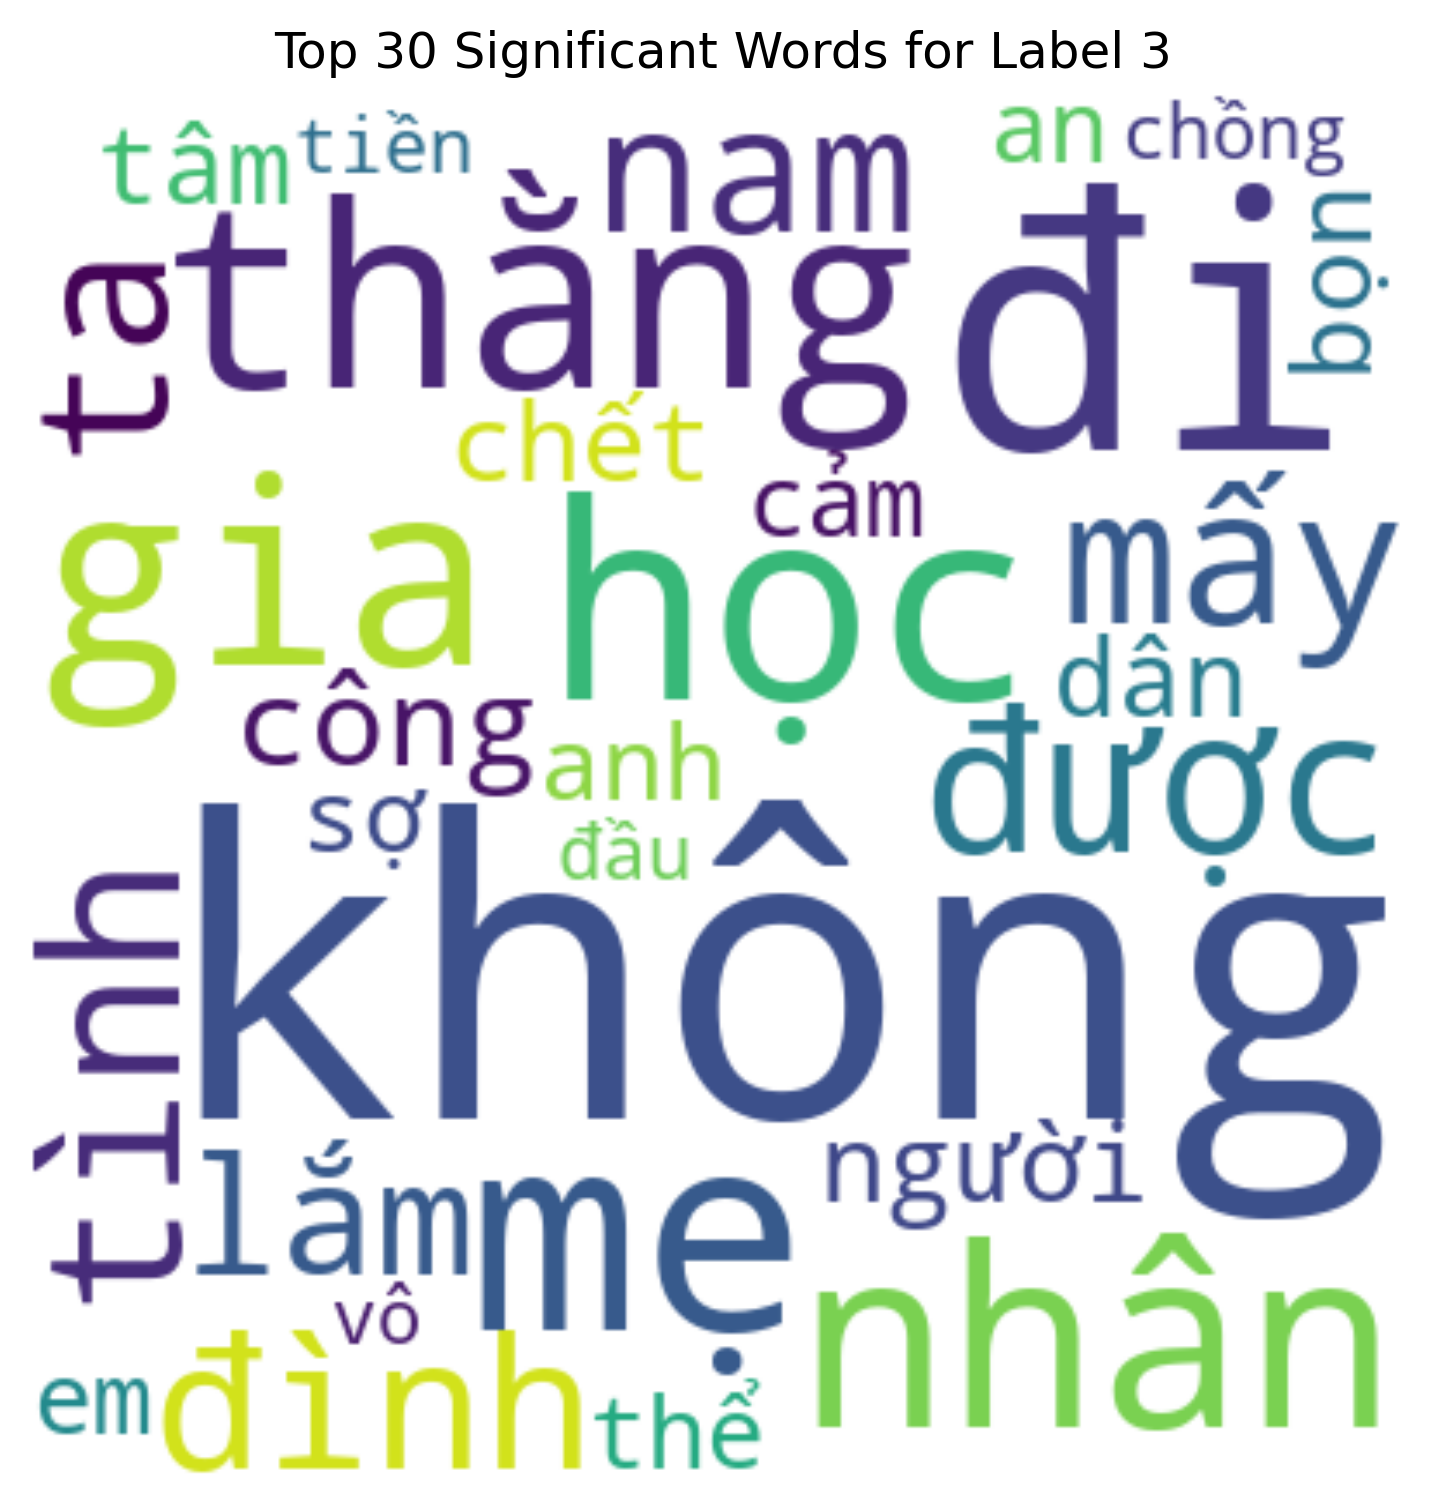 Top 30 Significant Words for Label 3
tâm
tiền
nam
an
chồng
ta
thằng
đi
bọn
chết
cảm
gia
học
mấy
công
anh
dân
sợ
đầu
được
tình
không
lắm
mẹ
người
vô
nhân
em
đình
thể